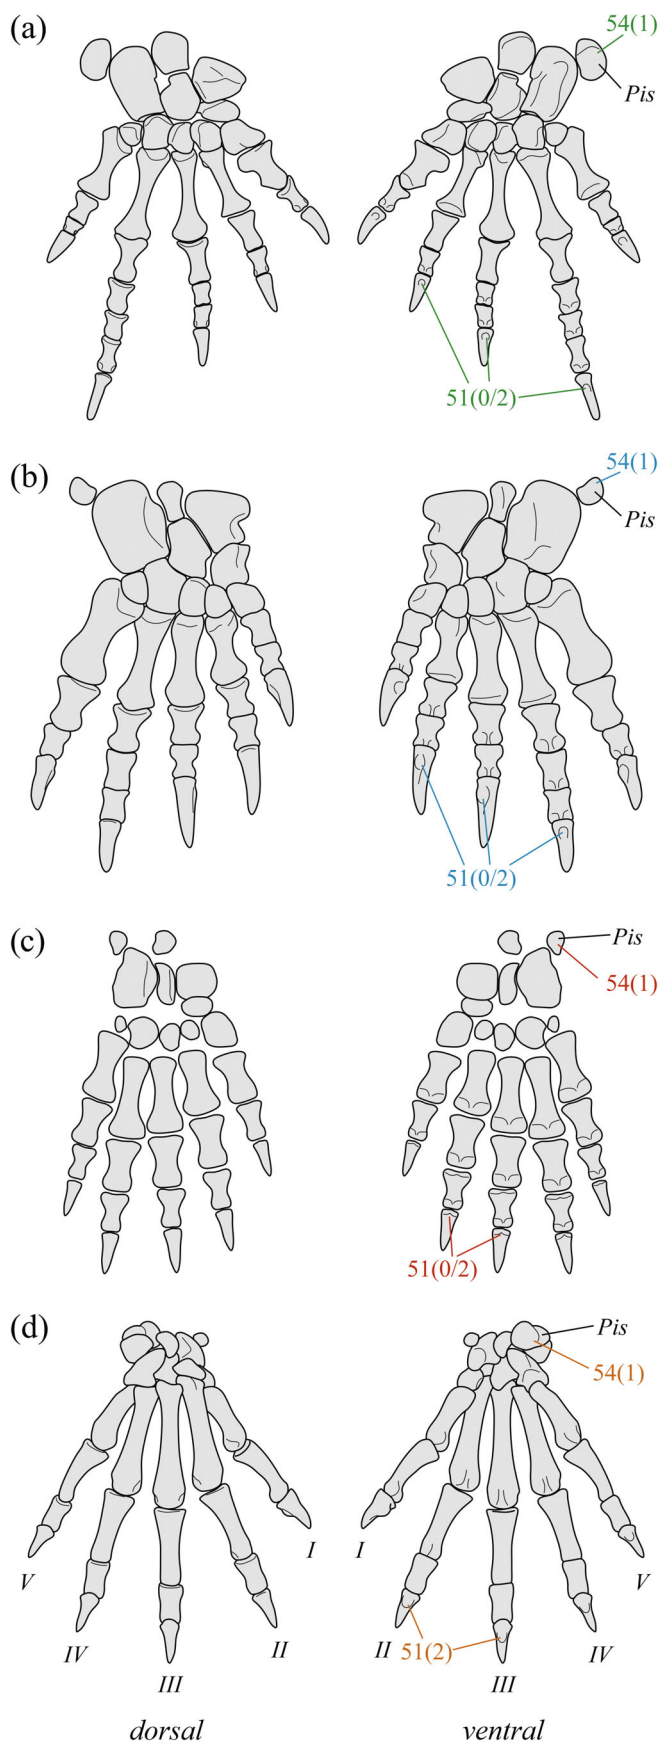 (a)
54(1)
Pis
51(0/2)
(b)
54(1)
Pis
51(0/2)
(c)
Pis
54(1)
51(0/2)
(d)
Pis
54(1)
I
I
V
V
IV
II
II
51(2)
IV
III
III
dorsal
ventral